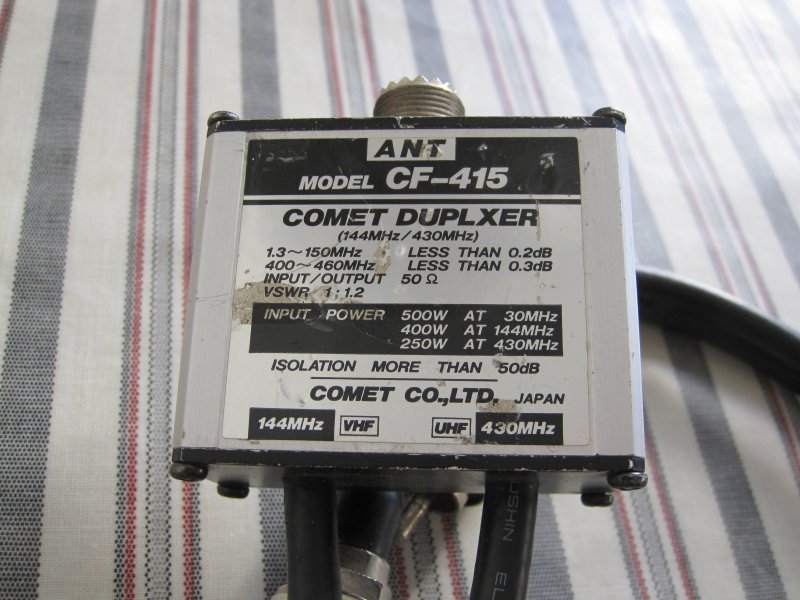 ANT
MODEL CF-415
COMET DUPLXER
(144MHz/430MHz)
1.3~150MHz LESS THAN 0.2dB
400~460MHz LESS THAN 0.3dB
INPUT/OUTPUT 50 Ω
VSWR 1:1.2
INPUT POWER 500W AT 30MHz
400W AT 144MHz
250W AT 430MHz
ISOLATION MORE THAN 50dB
COMET CO.,LTD. JAPAN
144MHz VHF UHF 430MHz
USHIN EL